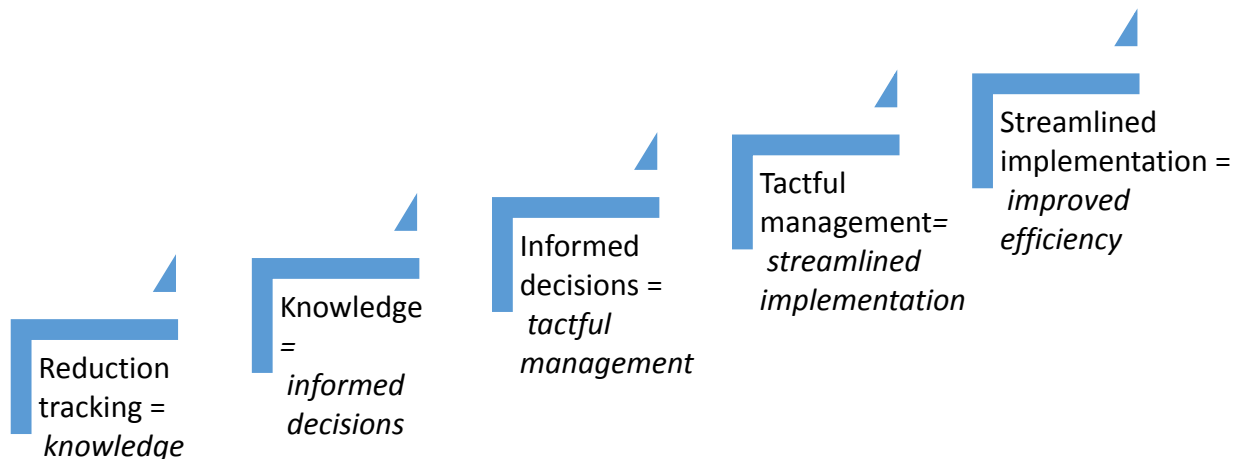 Reduction
tracking =
knowledge
Knowledge
=
informed
decisions
Informed
decisions =
tactful
management
Tactful
management=
streamlined
implementation
Streamlined
implementation =
improved
efficiency